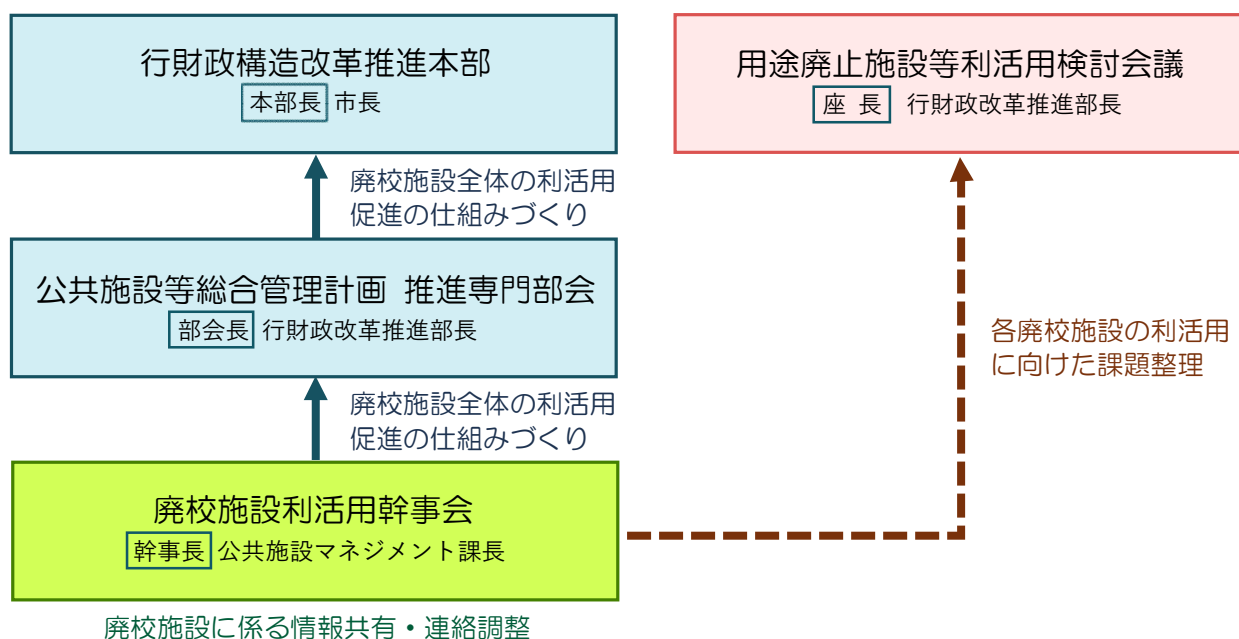 行財政構造改革推進本部
本部長 市長
廃校施設全体の利活用
促進の仕組みづくり
公共施設等総合管理計画 推進専門部会
部会長 行財政改革推進部長
廃校施設全体の利活用
促進の仕組みづくり
廃校施設利活用幹事会
幹事長 公共施設マネジメント課長
廃校施設に係る情報共有・連絡調整
用途廃止施設等利活用検討会議
座 長 行財政改革推進部長
各廃校施設の利活用
に向けた課題整理